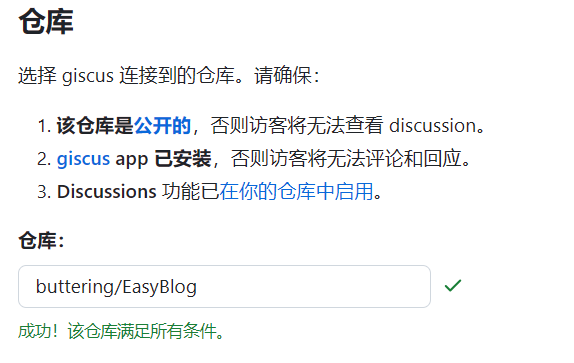 仓库
选择 giscus 连接到的仓库。请确保：
1. 该仓库是公开的，否则访客将无法查看 discussion。
2. giscus app 已安装，否则访客将无法评论和回应。
3. Discussions 功能已在你的仓库中启用。
仓库：
buttering/EasyBlog
成功！该仓库满足所有条件。